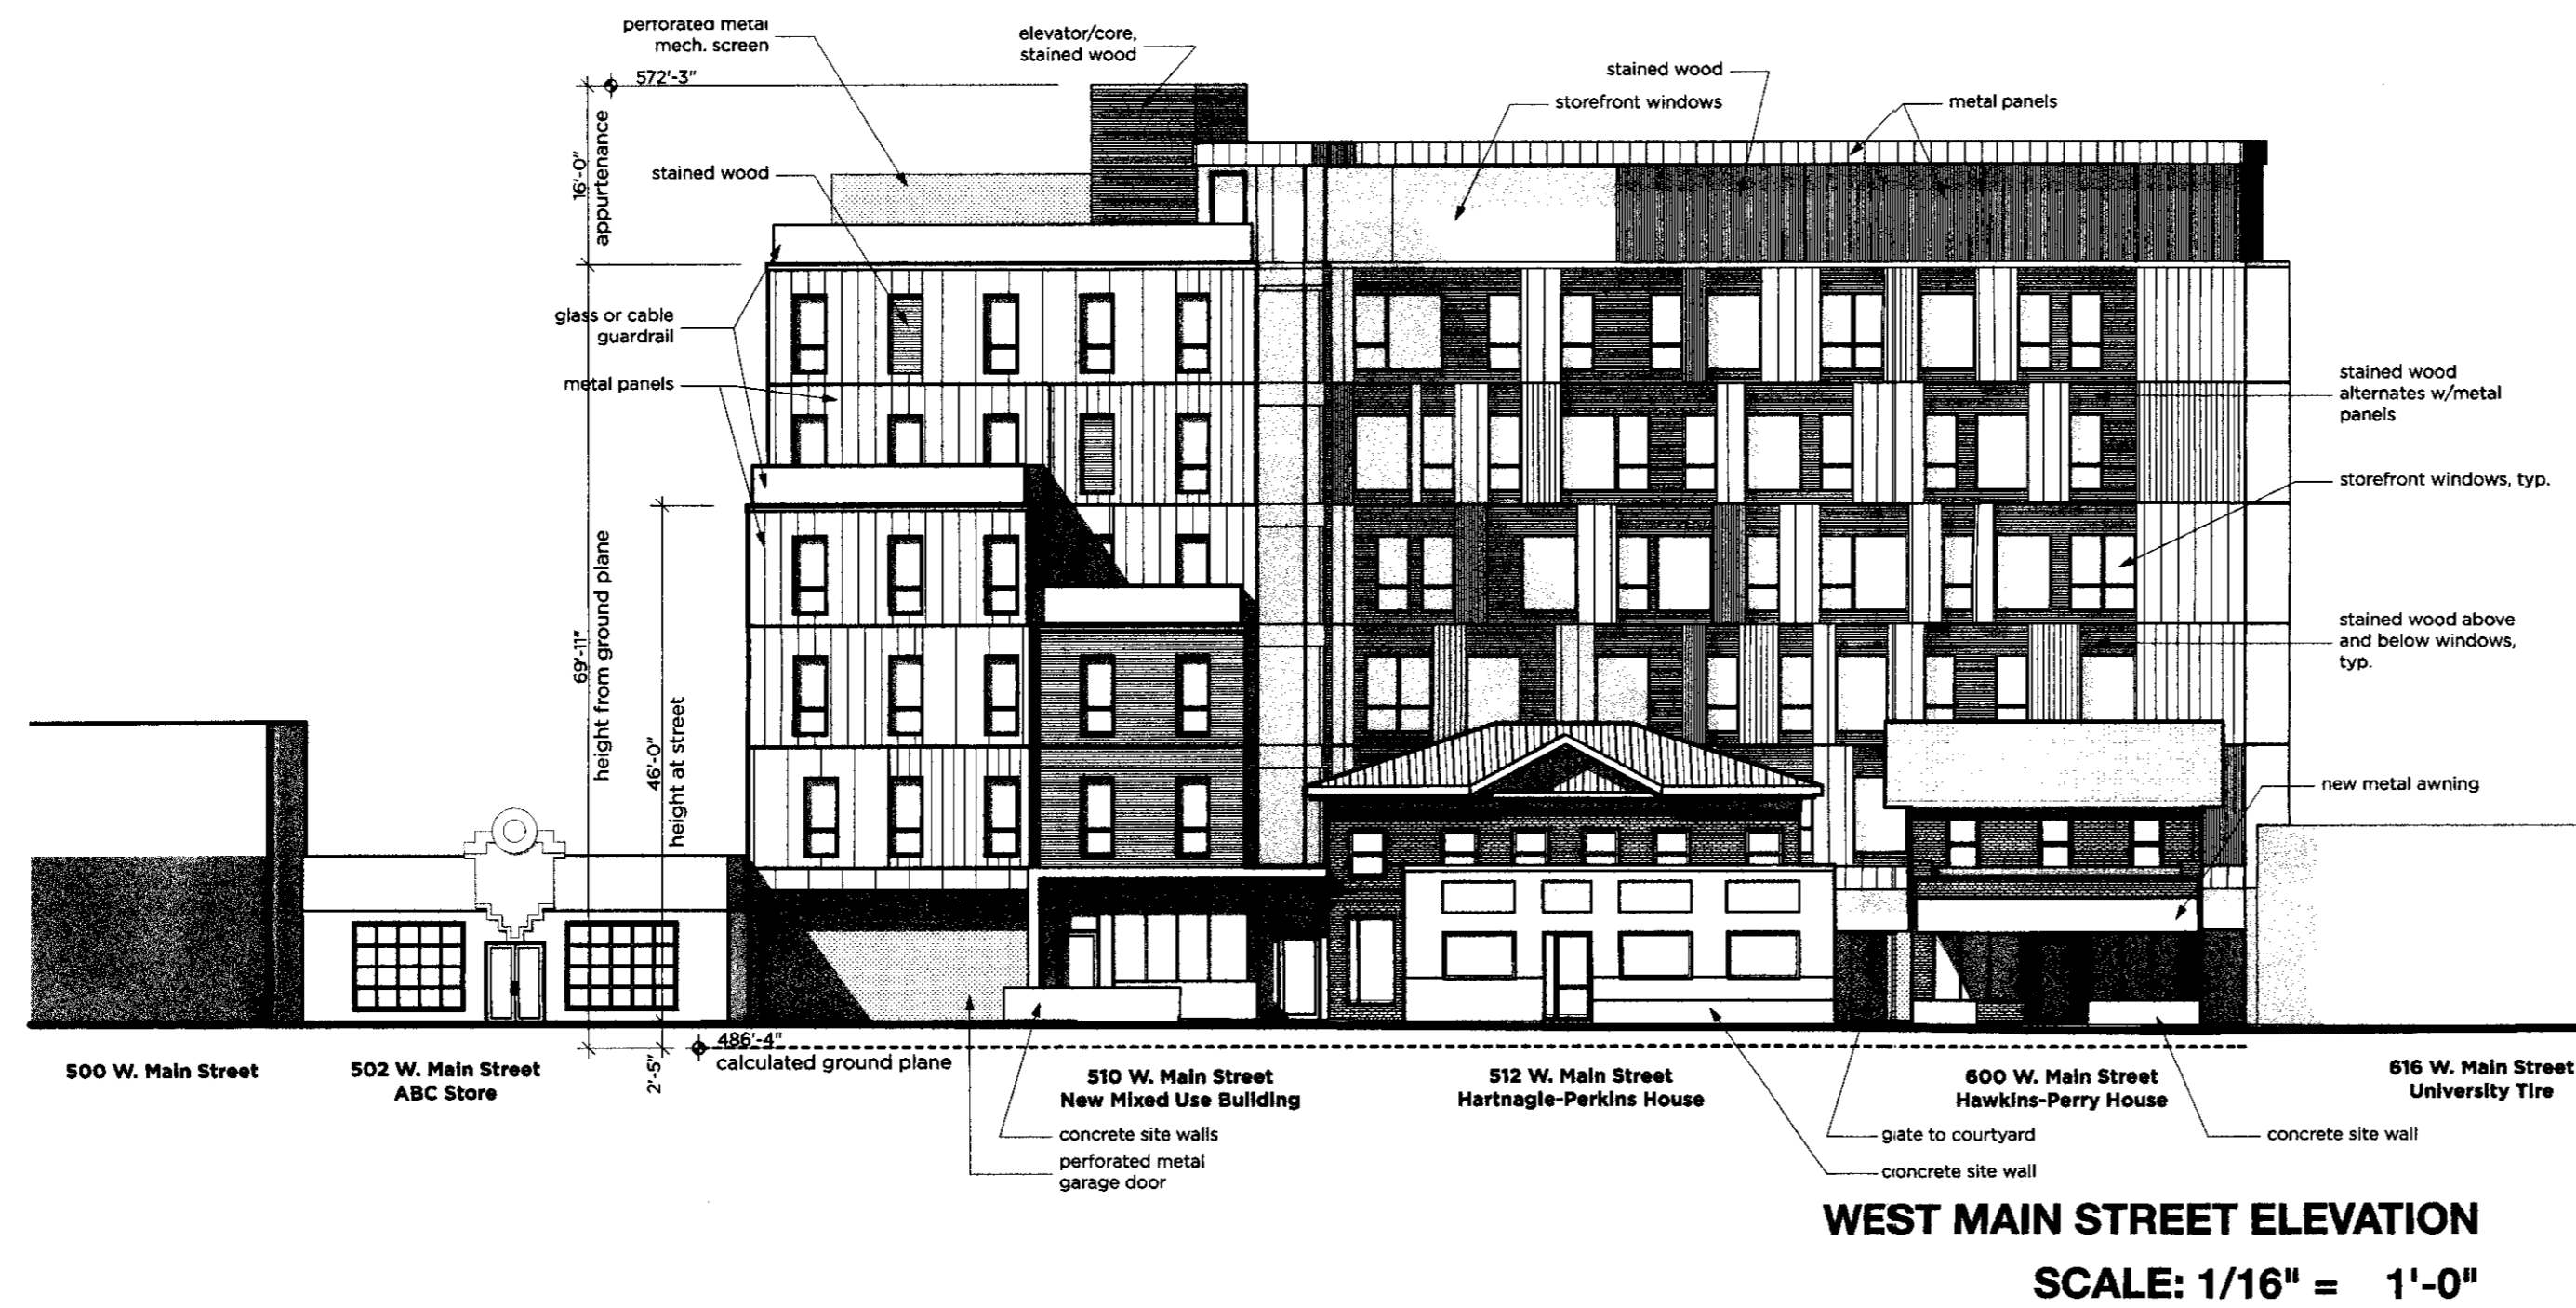 perforated metal
mech. screen
elevator/core,
stained wood
572'-3"
stained wood
storefront windows
metal panels
16'-0"
appurtenance
stained wood
glass or cable
guardrail
metal panels
stained wood
alternates w/metal
panels
storefront windows, typ.
stained wood above
and below windows,
typ.
69'-11"
height from ground plane
46'-0"
height at street
new metal awning
486'-4"
calculated ground plane
2'-5"
500 W. Main Street
502 W. Main Street
ABC Store
510 W. Main Street
New Mixed Use Building
512 W. Main Street
Hartnagle-Perkins House
600 W. Main Street
Hawkins-Perry House
616 W. Main Street
University Tire
concrete site walls
perforated metal
garage door
gate to courtyard
concrete site wall
concrete site wall
WEST MAIN STREET ELEVATION
SCALE: 1/16" = 1'-0"